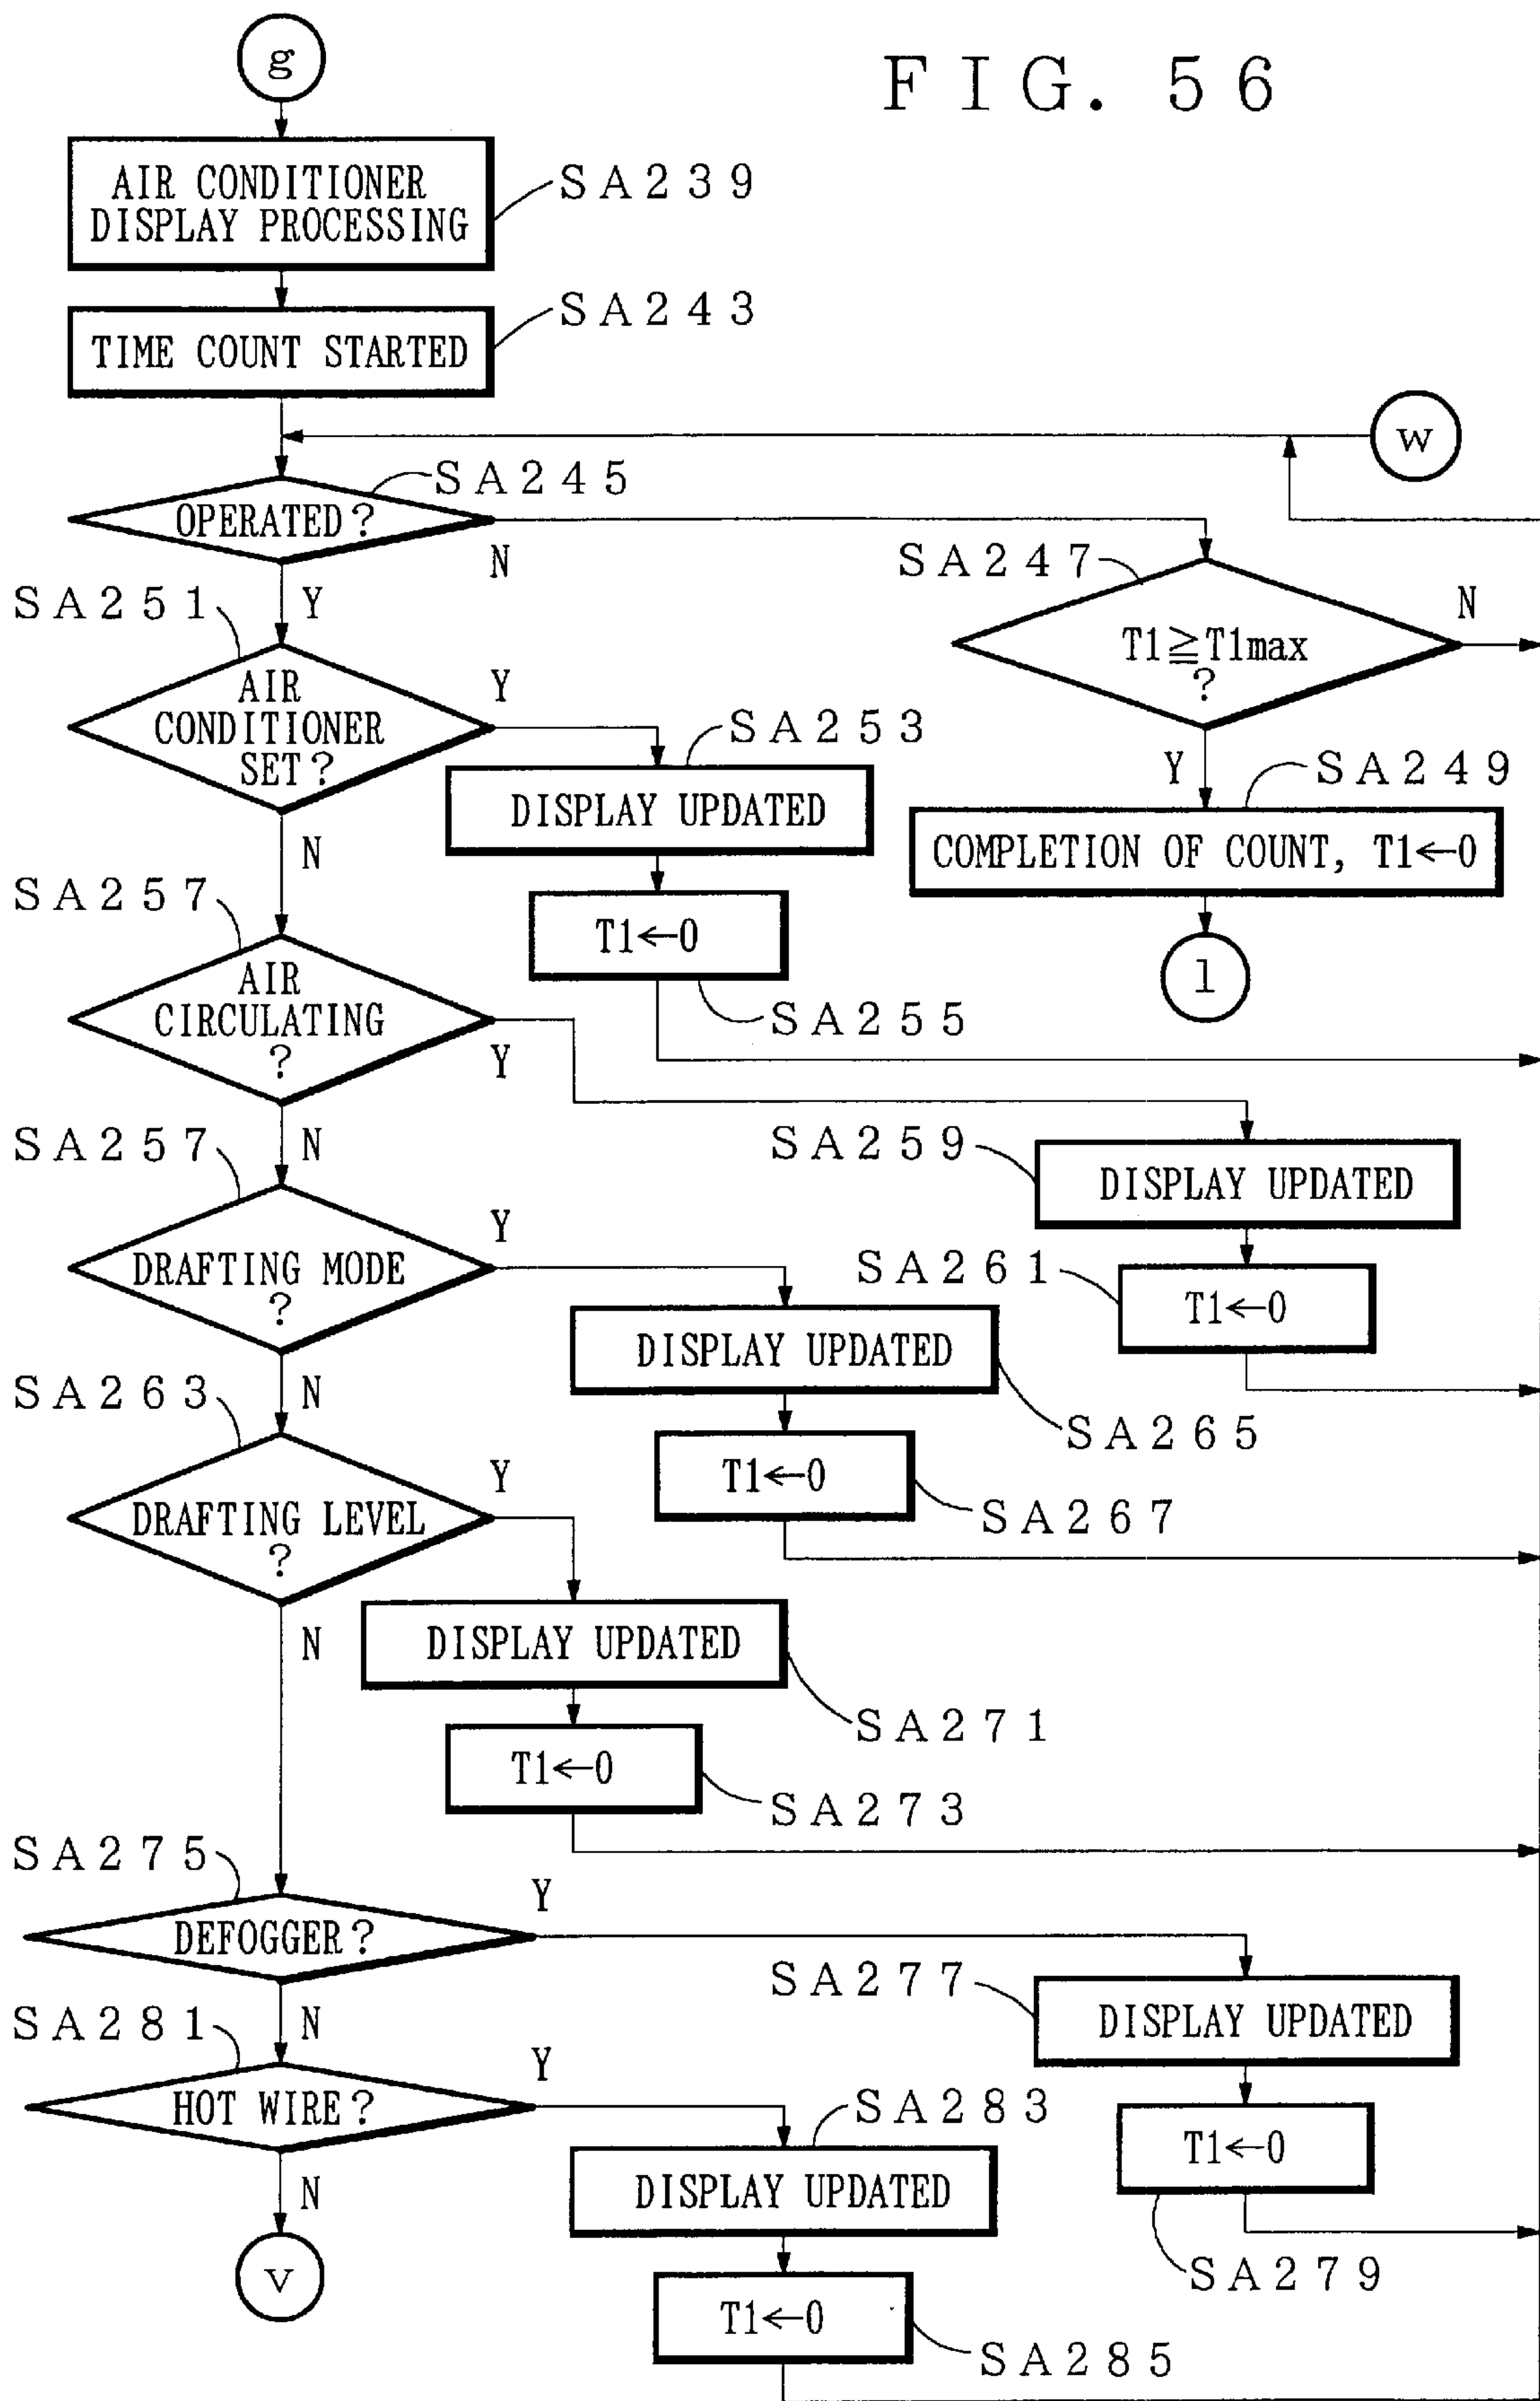 g
FIG. 56
AIR CONDITIONER
DISPLAY PROCESSING
SA239
TIME COUNT STARTED
SA243
w
OPERATED?
SA245
N
Y
SA247
T1≧T1max
?
N
Y
SA249
COMPLETION OF COUNT, T1←0
l
SA251
AIR
CONDITIONER
SET?
Y
N
SA253
DISPLAY UPDATED
T1←0
SA255
SA257
AIR
CIRCULATING
?
Y
N
SA259
DISPLAY UPDATED
SA261
T1←0
SA257
DRAFTING MODE
?
Y
N
DISPLAY UPDATED
SA265
T1←0
SA267
SA263
DRAFTING LEVEL
?
Y
N
DISPLAY UPDATED
SA271
T1←0
SA273
SA275
DEFOGGER?
Y
N
SA277
DISPLAY UPDATED
T1←0
SA279
SA281
HOT WIRE?
Y
N
SA283
DISPLAY UPDATED
T1←0
SA285
v